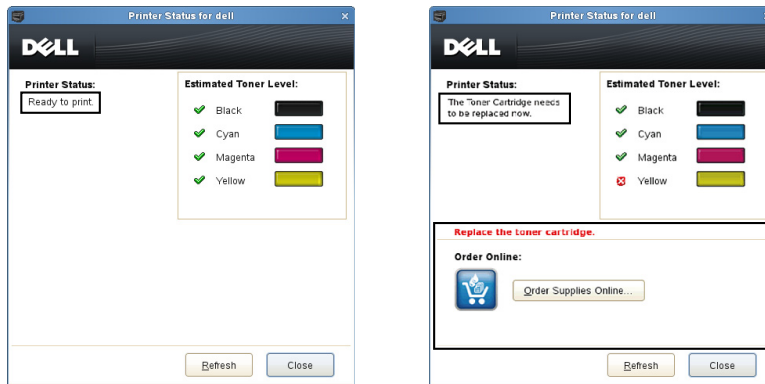 Printer Status for dell
DELL
Printer Status:
Ready to print.
Estimated Toner Level:
Black
Cyan
Magenta
Yellow
Refresh
Close
Printer Status for dell
DELL
Printer Status:
The Toner Cartridge needs
to be replaced now.
Estimated Toner Level:
Black
Cyan
Magenta
Yellow
Replace the toner cartridge.
Order Online:
Order Supplies Online...
Refresh
Close